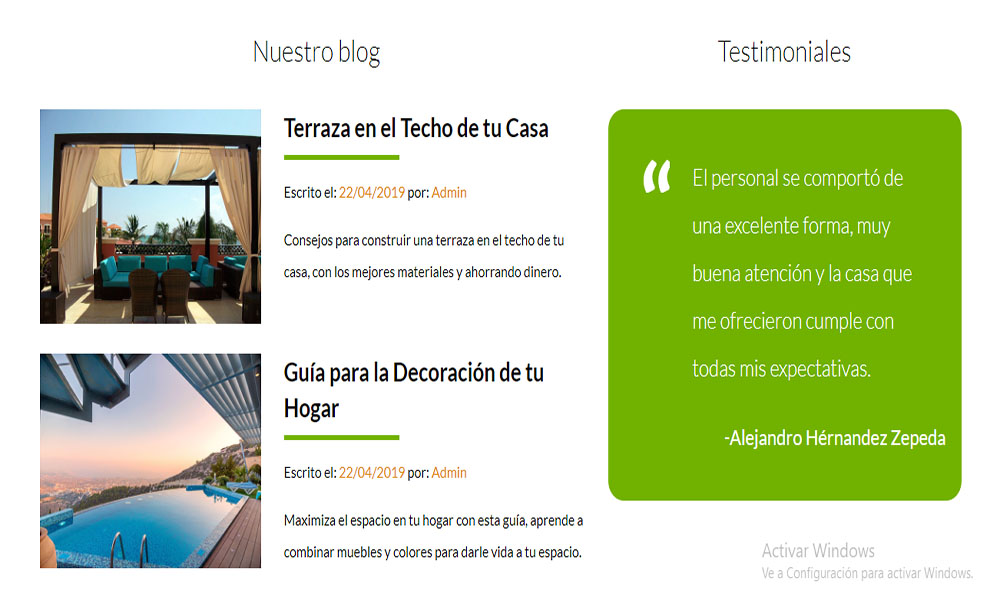 Nuestro blog
Terraza en el Techo de tu Casa
Escrito el: 22/04/2019 por: Admin
Consejos para construir una terraza en el techo de tu
casa, con los mejores materiales y ahorrando dinero.
Guía para la Decoración de tu
Hogar
Escrito el: 22/04/2019 por: Admin
Maximiza el espacio en tu hogar con esta guía, aprende a
combinar muebles y colores para darle vida a tu espacio.
Testimoniales
“ El personal se comportó de
una excelente forma, muy
buena atención y la casa que
me ofrecieron cumple con
todas mis expectativas.
-Alejandro Hérnandez Zepeda
Activar Windows
Ve a Configuración para activar Windows.